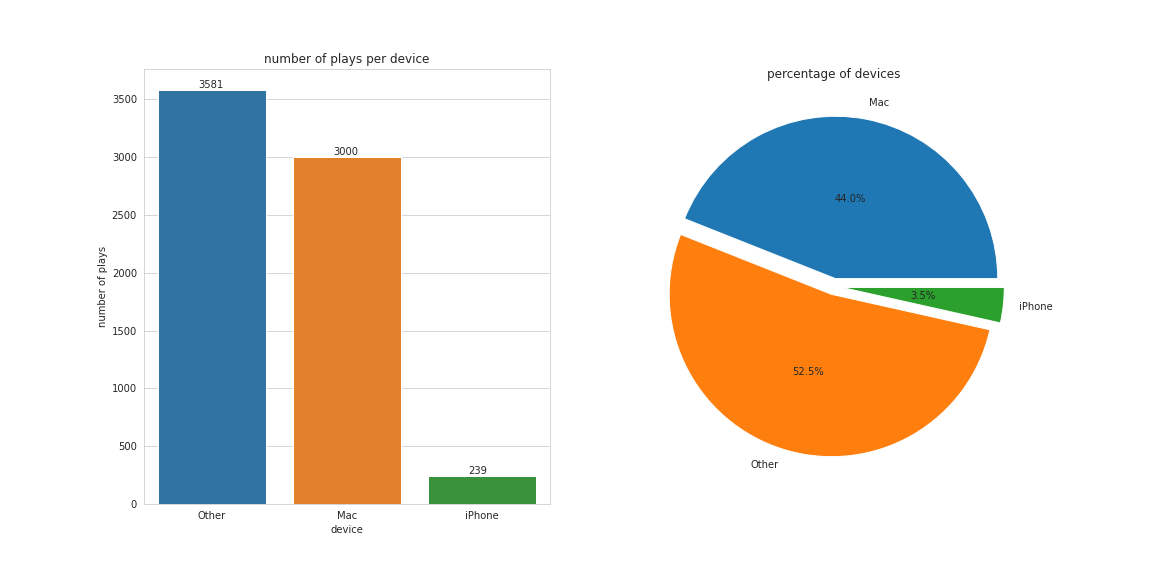 number of plays per device
3581
3000
239
3500
3000
2500
2000
1500
1000
500
0
number of plays
Other
Mac
iPhone
device
percentage of devices
Mac
44.0%
3.5%
iPhone
52.5%
Other